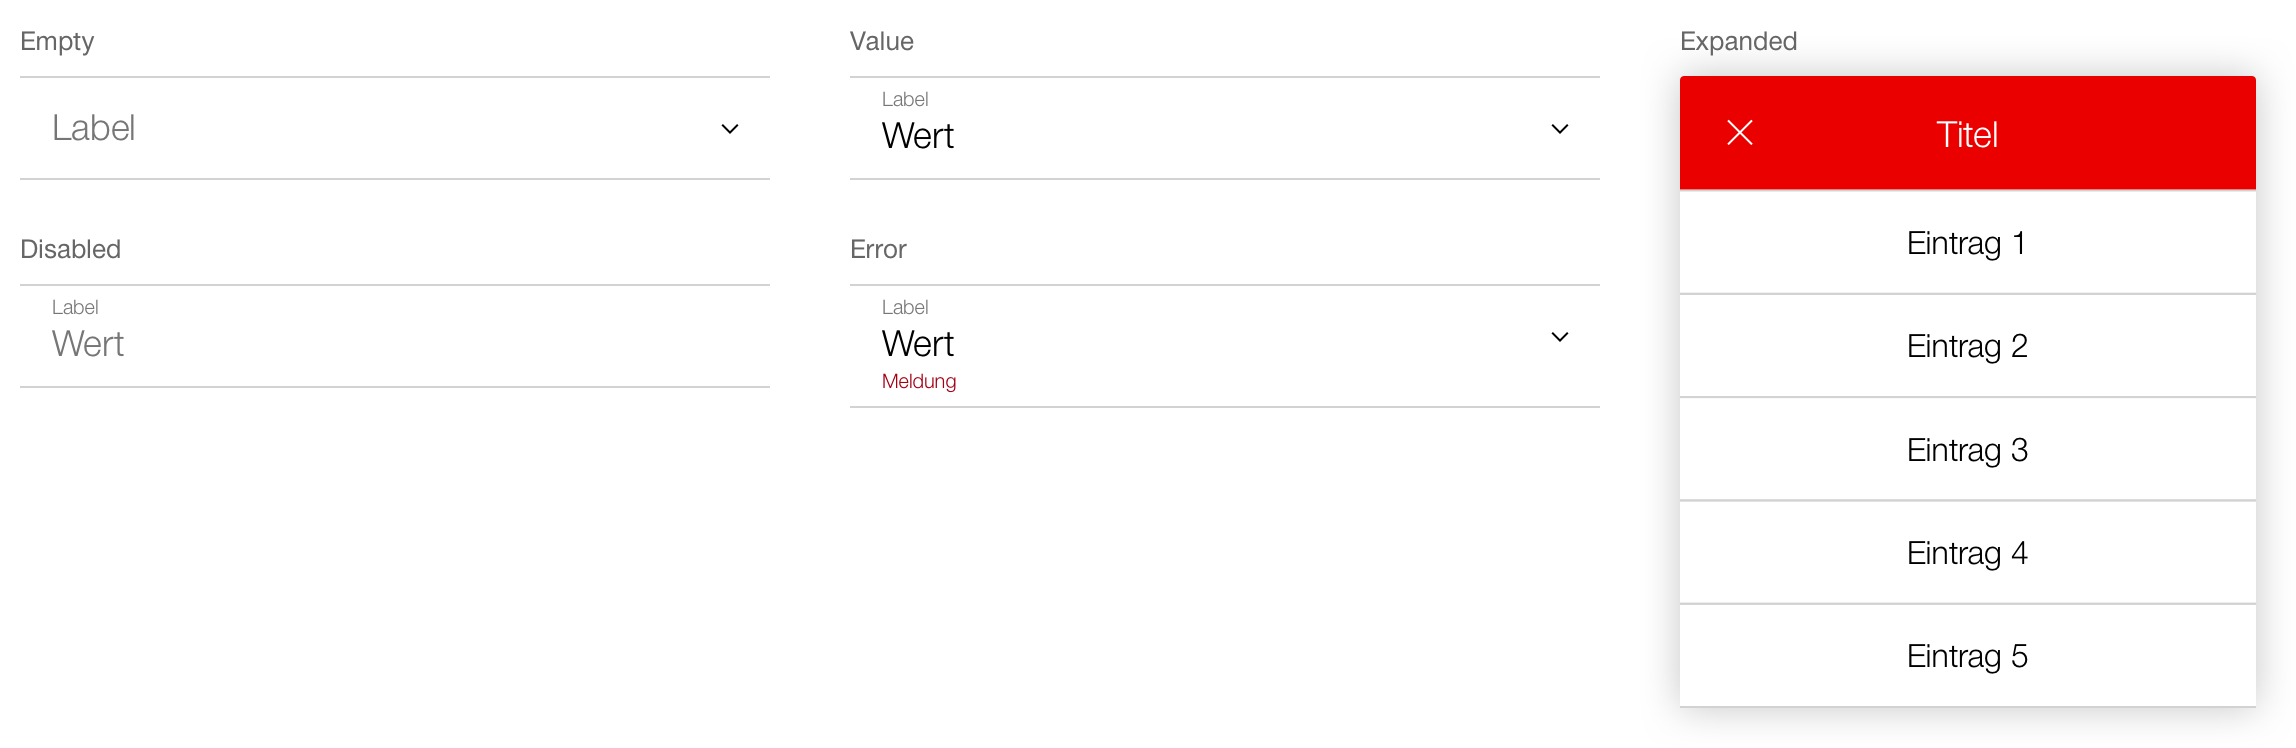 Empty
Label
Value
Label
Wert
Disabled
Label
Wert
Error
Label
Wert
Meldung
Expanded
Titel
Eintrag 1
Eintrag 2
Eintrag 3
Eintrag 4
Eintrag 5